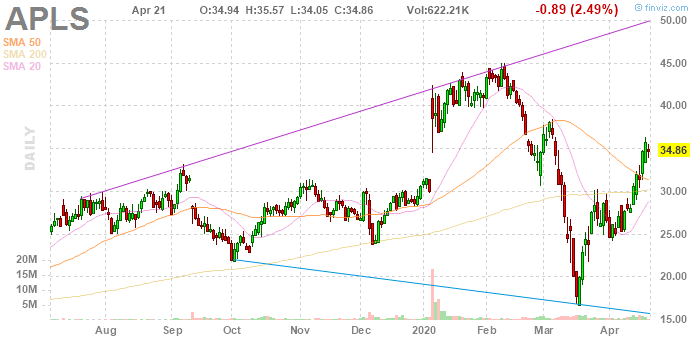 APLS Apr 21 O:34.94 H:35.57 L:34.05 C:34.86 Vol:622.21K -0.89 (2.49%) © finviz.com
SMA 50
SMA 200
SMA 20
DAILY
50.00
45.00
40.00
34.86
30.00
25.00
20.00
15.00
20M
15M
10M
5M
Aug Sep Oct Nov Dec 2020 Feb Mar Apr